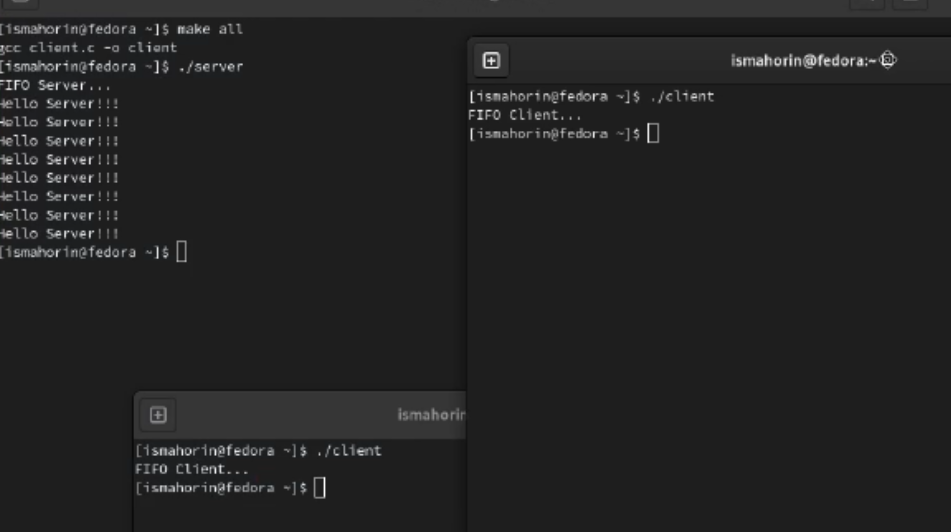 [ismahorin@fedora ~]$ make all
gcc client.c -o client
[ismahorin@fedora ~]$ ./server
FIFO Server...
Hello Server!!!
Hello Server!!!
Hello Server!!!
Hello Server!!!
Hello Server!!!
Hello Server!!!
Hello Server!!!
Hello Server!!!
[ismahorin@fedora ~]$
ismahorin@fedora:~
[ismahorin@fedora ~]$ ./client
FIFO Client...
[ismahorin@fedora ~]$
ismahorin
[ismahorin@fedora ~]$ ./client
FIFO Client...
[ismahorin@fedora ~]$